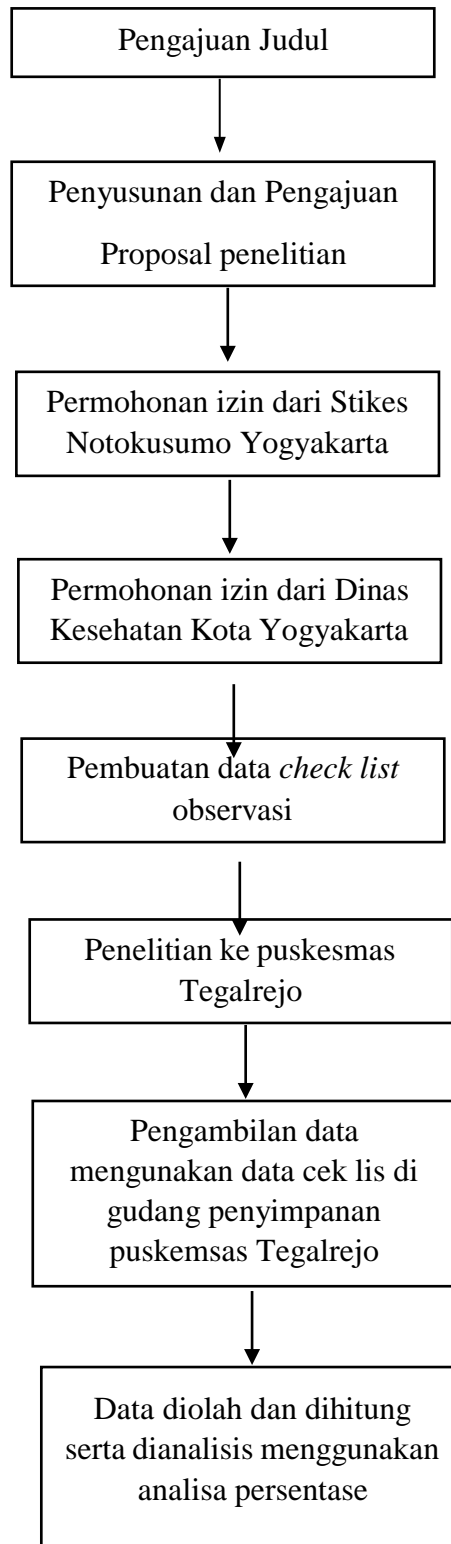 Pengajuan Judul
Penyusunan dan Pengajuan
Proposal penelitian
Permohonan izin dari Stikes
Notokusumo Yogyakarta
Permohonan izin dari Dinas
Kesehatan Kota Yogyakarta
Pembuatan data check list
observasi
Penelitian ke puskesmas
Tegalrejo
Pengambilan data
mengunakan data cek lis di
gudang penyimpanan
puskemsas Tegalrejo
Data diolah dan dihitung
serta dianalisis menggunakan
analisa persentase